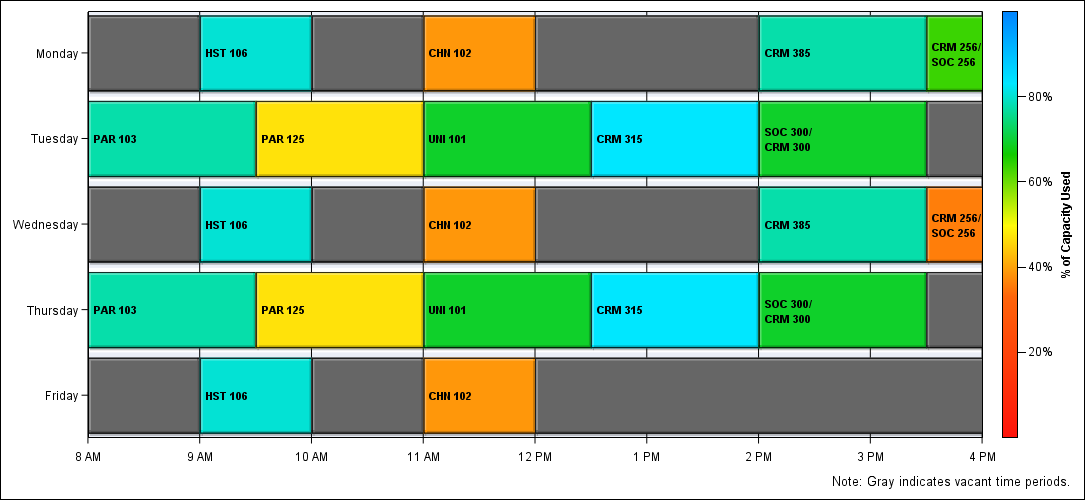 Monday
HST 106
CHN 102
CRM 385
CRM 256/
SOC 256
Tuesday
PAR 103
PAR 125
UNI 101
CRM 315
SOC 300/
CRM 300
Wednesday
HST 106
CHN 102
CRM 385
CRM 256/
SOC 256
Thursday
PAR 103
PAR 125
UNI 101
CRM 315
SOC 300/
CRM 300
Friday
HST 106
CHN 102
8 AM
9 AM
10 AM
11 AM
12 PM
1 PM
2 PM
3 PM
4 PM
80%
60%
40%
20%
% of Capacity Used
Note: Gray indicates vacant time periods.